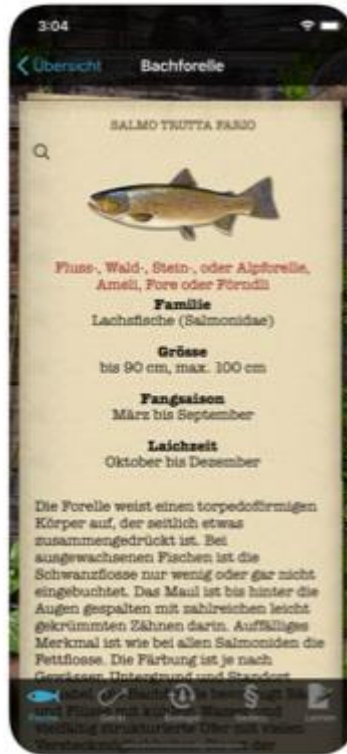 3:04
Übersicht
Bachforelle
SALMO TRUTTA FARIO
Fluss-, Wald-, Stein-, oder Alpforelle,
Ameli, Fore oder Förndli
Familie
Lachsfische (Salmonidae)
Grösse
bis 90 cm, max. 100 cm
Fangsaison
März bis September
Laichzeit
Oktober bis Dezember
Die Forelle weist einen torpedoförmigen
Körper auf, der seitlich etwas
zusammengedrückt ist. Bei
ausgewachsenen Fischen ist die
Schwanzflosse nur wenig oder gar nicht
eingebuchtet. Das Maul ist bis hinter die
Augen gespalten mit zahlreichen leicht
gekrümmten Zähnen darin. Auffälliges
Merkmal ist wie bei allen Salmoniden die
Fettflosse. Die Färbung ist je nach
Gewässer, Untergrund und Standort